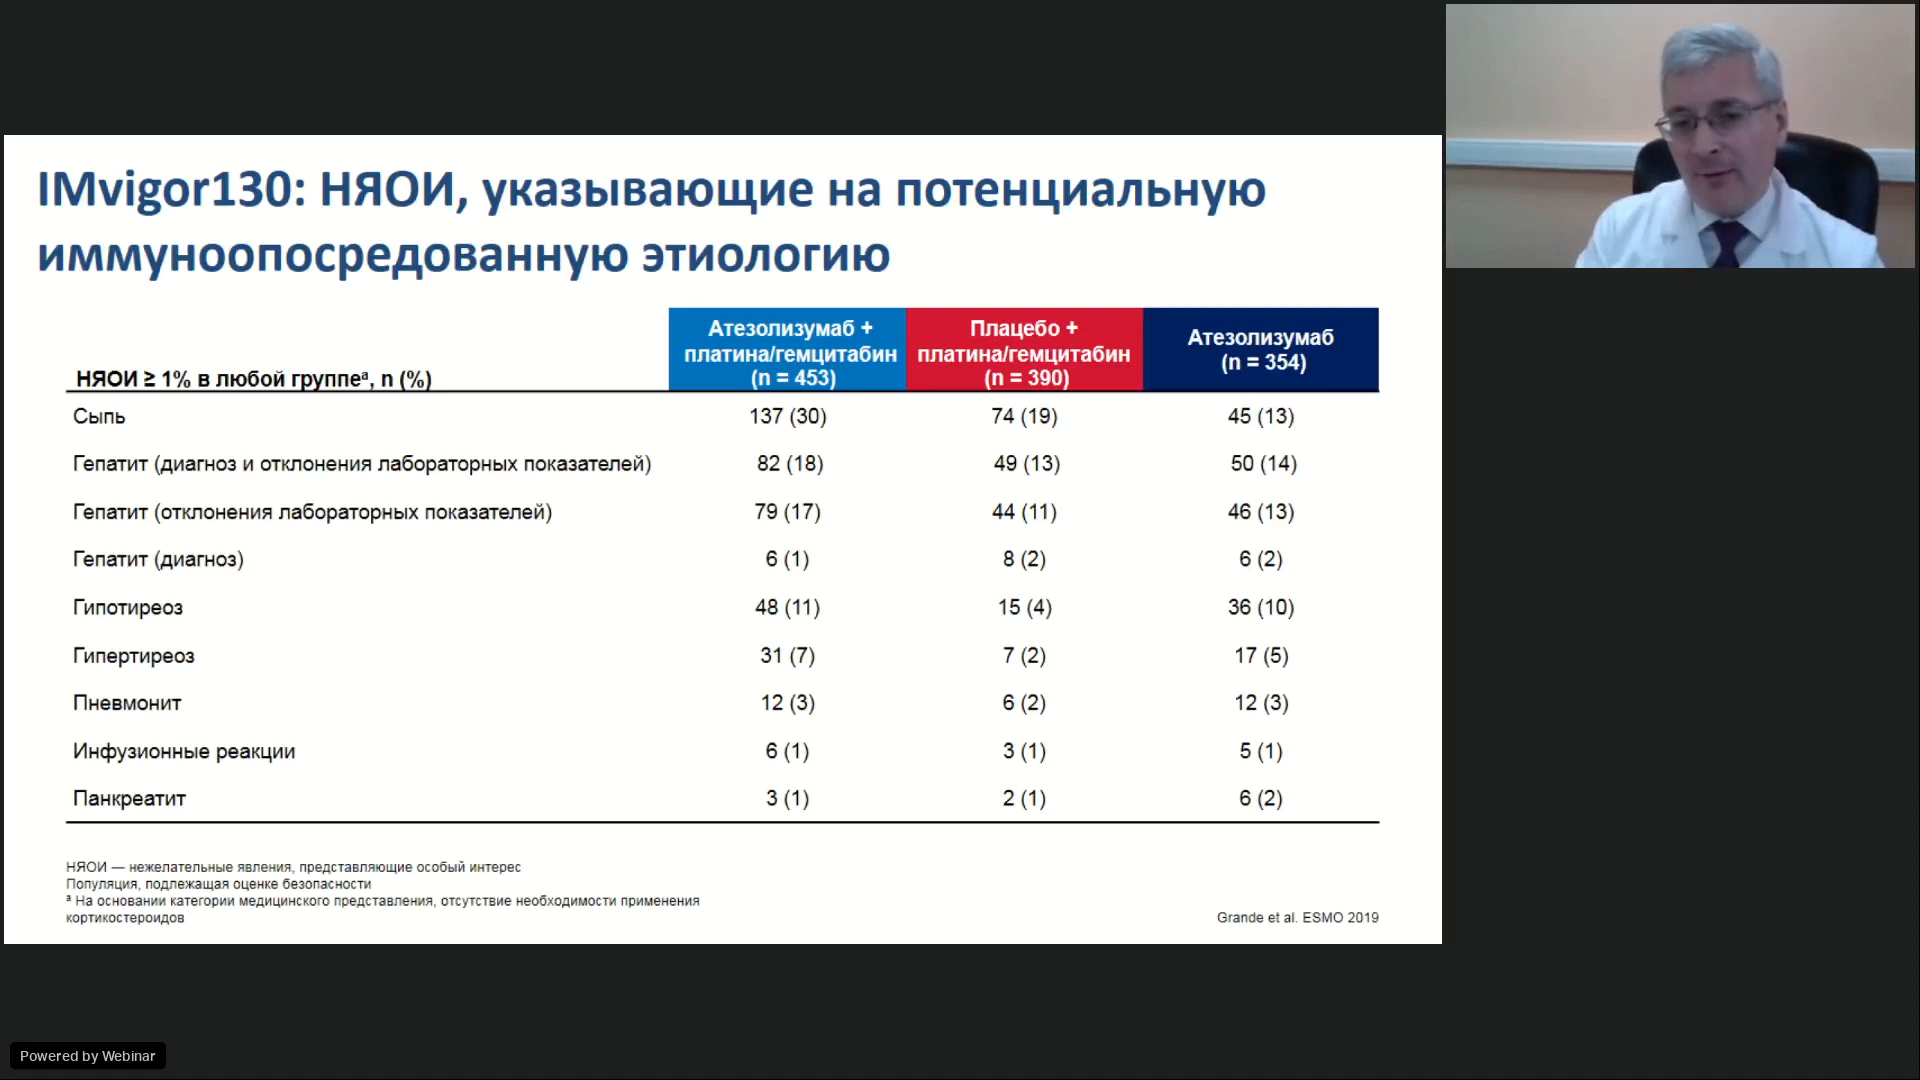 IMvigor130: НЯОИ, указывающие на потенциальную
иммуноопосредованную этиологию
НЯОИ ≥ 1% в любой группеᵃ, n (%)
Атезолизумаб +
платина/гемцитабин
(n = 453)
Плацебо +
платина/гемцитабин
(n = 390)
Атезолизумаб
(n = 354)
Сыпь 137 (30) 74 (19) 45 (13)
Гепатит (диагноз и отклонения лабораторных показателей) 82 (18) 49 (13) 50 (14)
Гепатит (отклонения лабораторных показателей) 79 (17) 44 (11) 46 (13)
Гепатит (диагноз) 6 (1) 8 (2) 6 (2)
Гипотиреоз 48 (11) 15 (4) 36 (10)
Гипертиреоз 31 (7) 7 (2) 17 (5)
Пневмонит 12 (3) 6 (2) 12 (3)
Инфузионные реакции 6 (1) 3 (1) 5 (1)
Панкреатит 3 (1) 2 (1) 6 (2)
НЯОИ — нежелательные явления, представляющие особый интерес
Популяция, подлежащая оценке безопасности
ᵃ На основании категории медицинского представления, отсутствие необходимости применения
кортикостероидов
Grande et al. ESMO 2019
Powered by Webinar